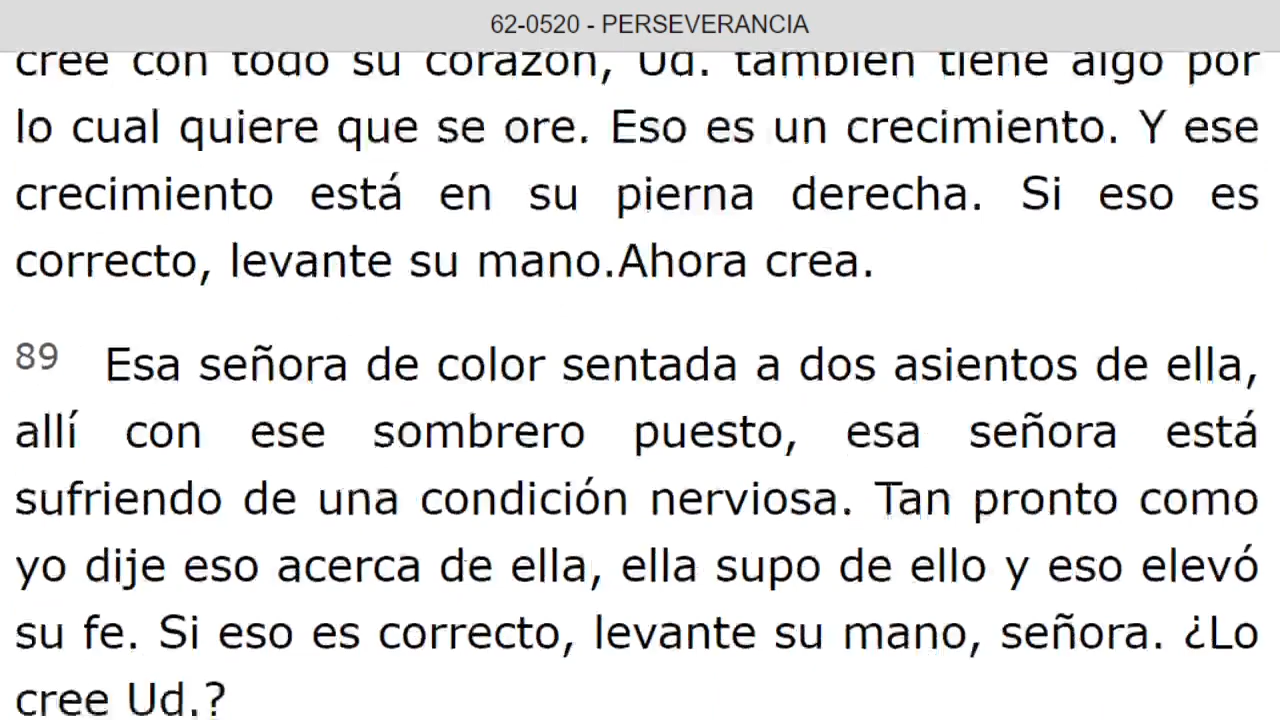 62-0520 - PERSEVERANCIA
cree con todo su corazón, Ud. también tiene algo por
lo cual quiere que se ore. Eso es un crecimiento. Y ese
crecimiento está en su pierna derecha. Si eso es
correcto, levante su mano.Ahora crea.
89 Esa señora de color sentada a dos asientos de ella,
allí con ese sombrero puesto, esa señora está
sufriendo de una condición nerviosa. Tan pronto como
yo dije eso acerca de ella, ella supo de ello y eso elevó
su fe. Si eso es correcto, levante su mano, señora. ¿Lo
cree Ud.?